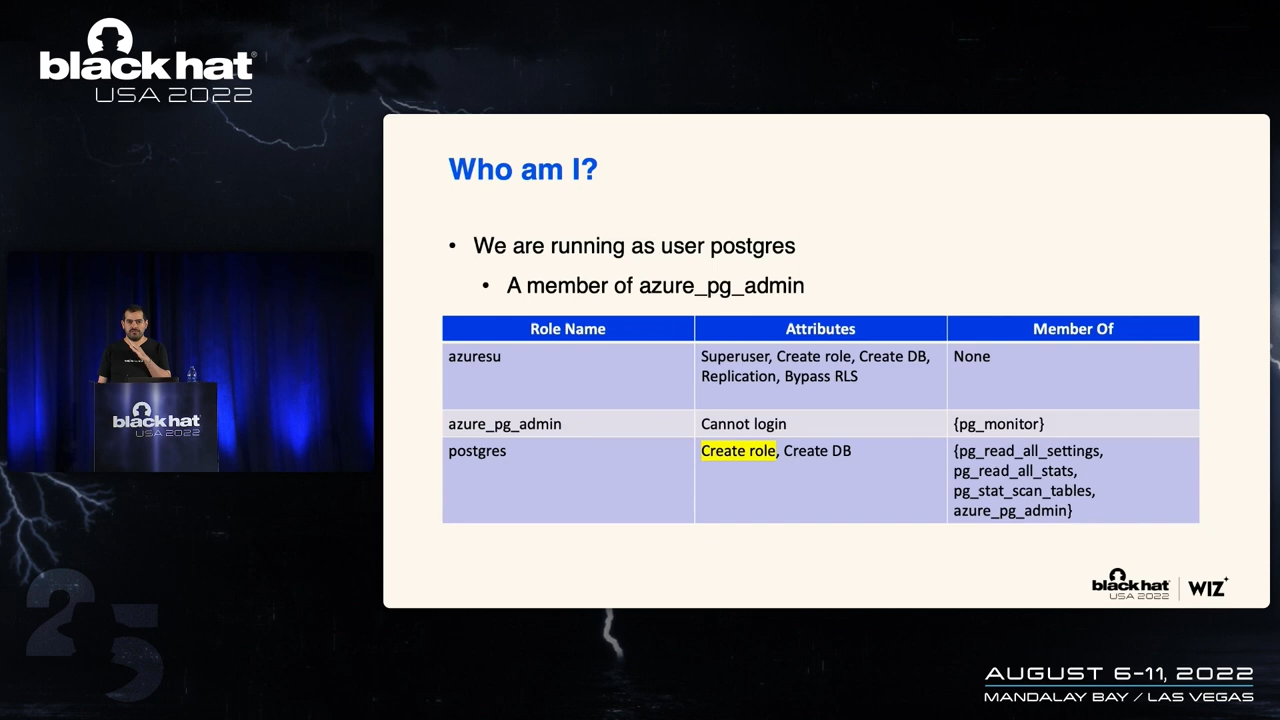 black hat®
USA 2022
Who am I?
• We are running as user postgres
• A member of azure_pg_admin
Role Name Attributes Member Of
azuresu Superuser, Create role, Create DB, None
Replication, Bypass RLS
azure_pg_admin Cannot login {pg_monitor}
postgres Create role, Create DB {pg_read_all_settings,
pg_read_all_stats,
pg_stat_scan_tables,
azure_pg_admin}
black hat
USA 2022
black hat
USA 2022
WIZ
25
AUGUST 6-11, 2022
MANDALAY BAY / LAS VEGAS